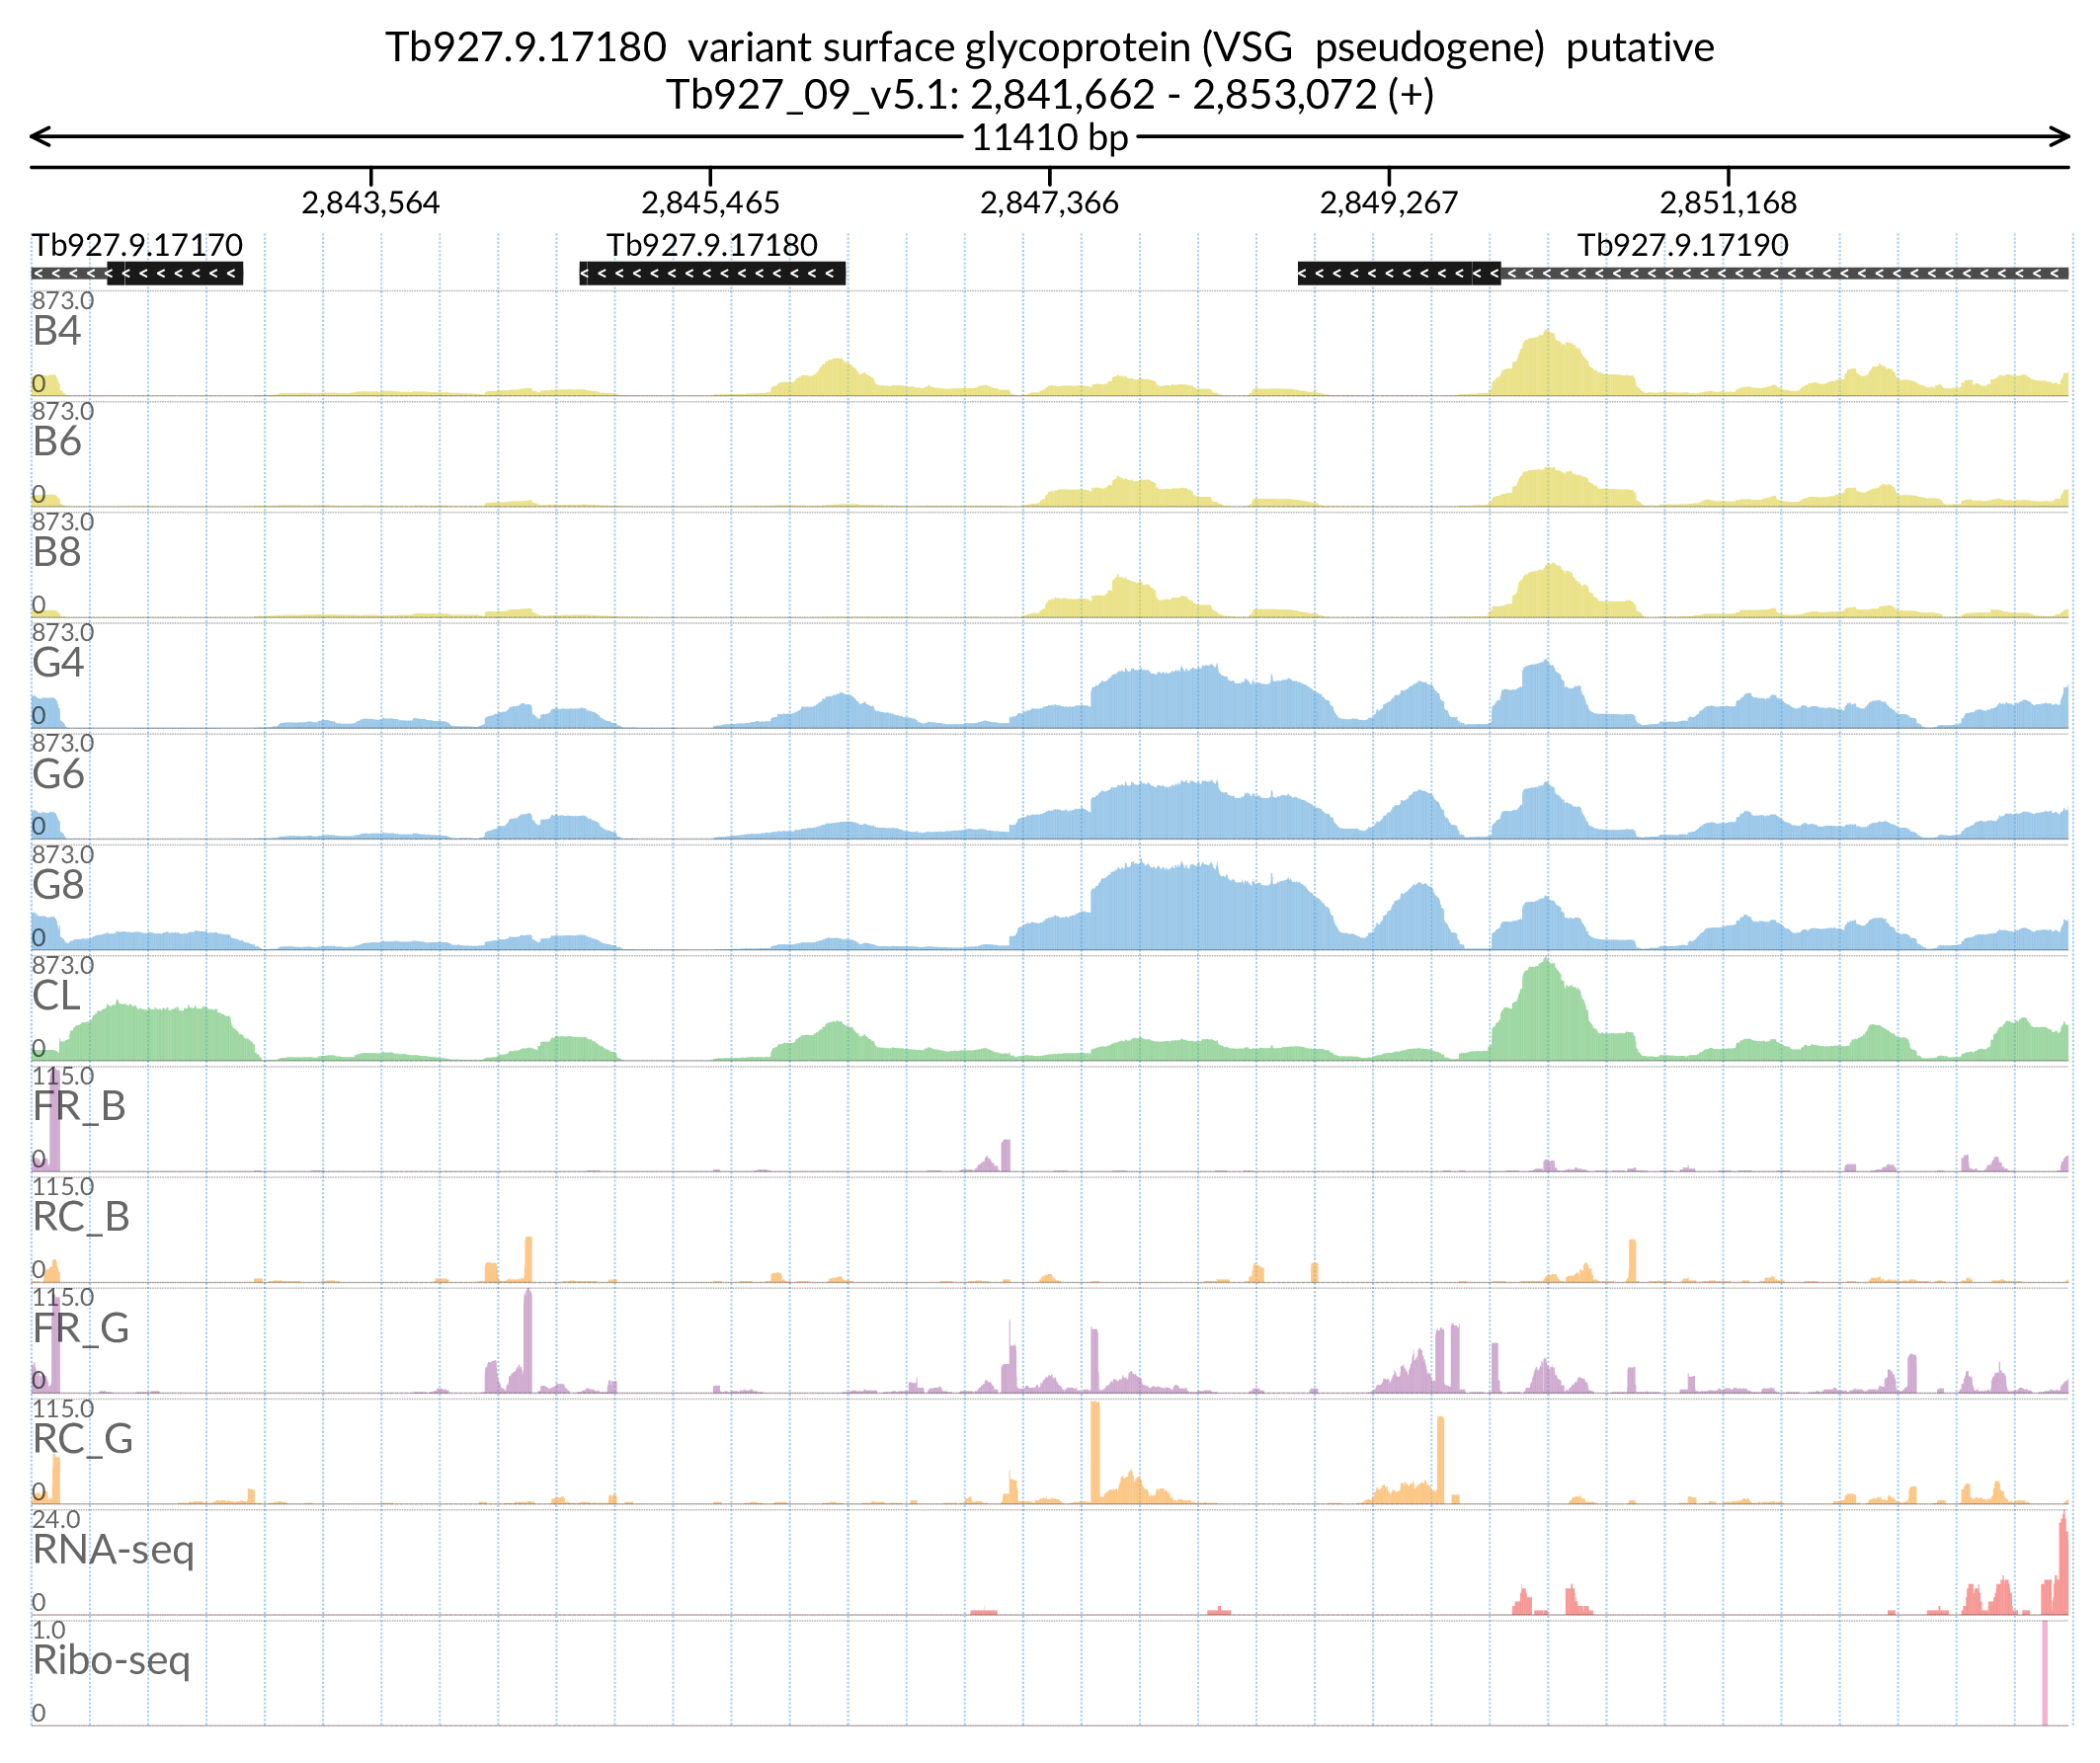 Tb927.9.17180  variant surface glycoprotein (VSG  pseudogene)  putative
Tb927_09_v5.1: 2,841,662 - 2,853,072 (+)
11410 bp
2,843,564 2,845,465 2,847,366 2,849,267 2,851,168
Tb927.9.17170 Tb927.9.17180 Tb927.9.17190
873.0
B4
0
873.0
B6
0
873.0
B8
0
873.0
G4
0
873.0
G6
0
873.0
G8
0
873.0
CL
0
115.0
FR_B
0
115.0
RC_B
0
115.0
FR_G
0
115.0
RC_G
0
24.0
RNA-seq
0
1.0
Ribo-seq
0